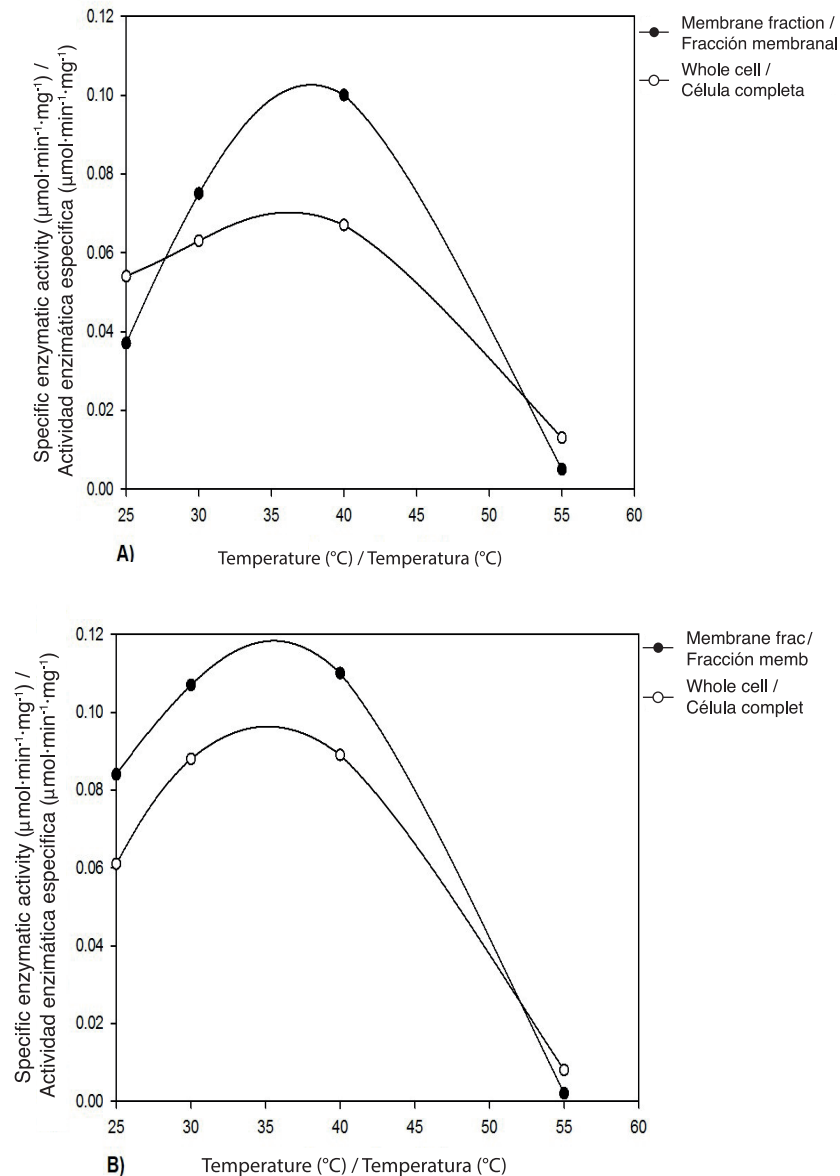 Specific enzymatic activity (µmol·min⁻¹·mg⁻¹) /
Actividad enzimática específica (µmol·min⁻¹·mg⁻¹)
0.12
0.10
0.08
0.06
0.04
0.02
0.00
25 30 35 40 45 50 55 60
A)
Temperature (°C) / Temperatura (°C)
Membrane fraction /
Fracción membranal
Whole cell /
Célula completa
Specific enzymatic activity (µmol·min⁻¹·mg⁻¹) /
Actividad enzimática específica (µmol·min⁻¹·mg⁻¹)
0.12
0.10
0.08
0.06
0.04
0.02
0.00
25 30 35 40 45 50 55 60
B)
Temperature (°C) / Temperatura (°C)
Membrane frac/
Fracción memb
Whole cell /
Célula complet